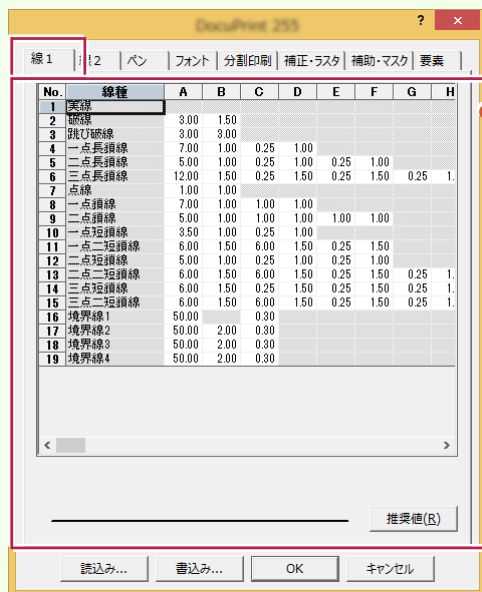 DocuPrint 255 ? ×
線1 線2 ペン フォント 分割印刷 補正・ラスタ 補助・マスク 要素
No. 線種 A B C D E F G H
1 実線
2 破線 3.00 1.50
3 跳び破線 3.00 3.00
4 一点長鎖線 7.00 1.00 0.25 1.00
5 二点長鎖線 5.00 1.00 0.25 1.00 0.25 1.00
6 三点長鎖線 12.00 1.50 0.25 1.50 0.25 1.50 0.25 1.
7 点線 1.00 1.00
8 一点鎖線 7.00 1.00 1.00 1.00
9 二点鎖線 5.00 1.00 1.00 1.00 1.00 1.00
10 一点短鎖線 3.50 1.00 0.25 1.00
11 一点二短鎖線 6.00 1.50 6.00 1.50 0.25 1.50
12 二点短鎖線 5.00 1.00 0.25 1.00 0.25 1.00
13 二点二短鎖線 6.00 1.50 6.00 1.50 0.25 1.50 0.25 1.
14 三点短鎖線 6.00 1.50 0.25 1.50 0.25 1.50 0.25 1.
15 三点二短鎖線 6.00 1.50 6.00 1.50 0.25 1.50 0.25 1.
16 境界線1 50.00 0.30
17 境界線2 50.00 2.00 0.30
18 境界線3 50.00 2.00 0.30
19 境界線4 50.00 2.00 0.30
推奨値(R)
読込み... 書込み... OK キャンセル